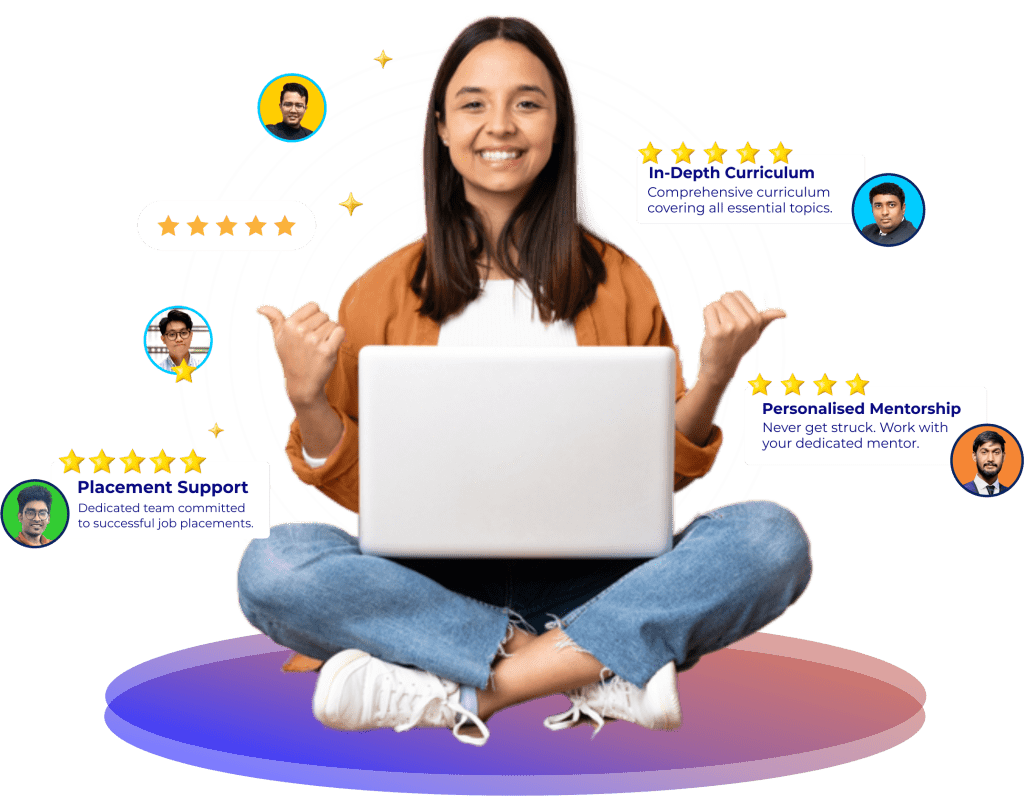 In-Depth Curriculum
Comprehensive curriculum
covering all essential topics.
Personalised Mentorship
Never get struck. Work with
your dedicated mentor.
Placement Support
Dedicated team committed
to successful job placements.